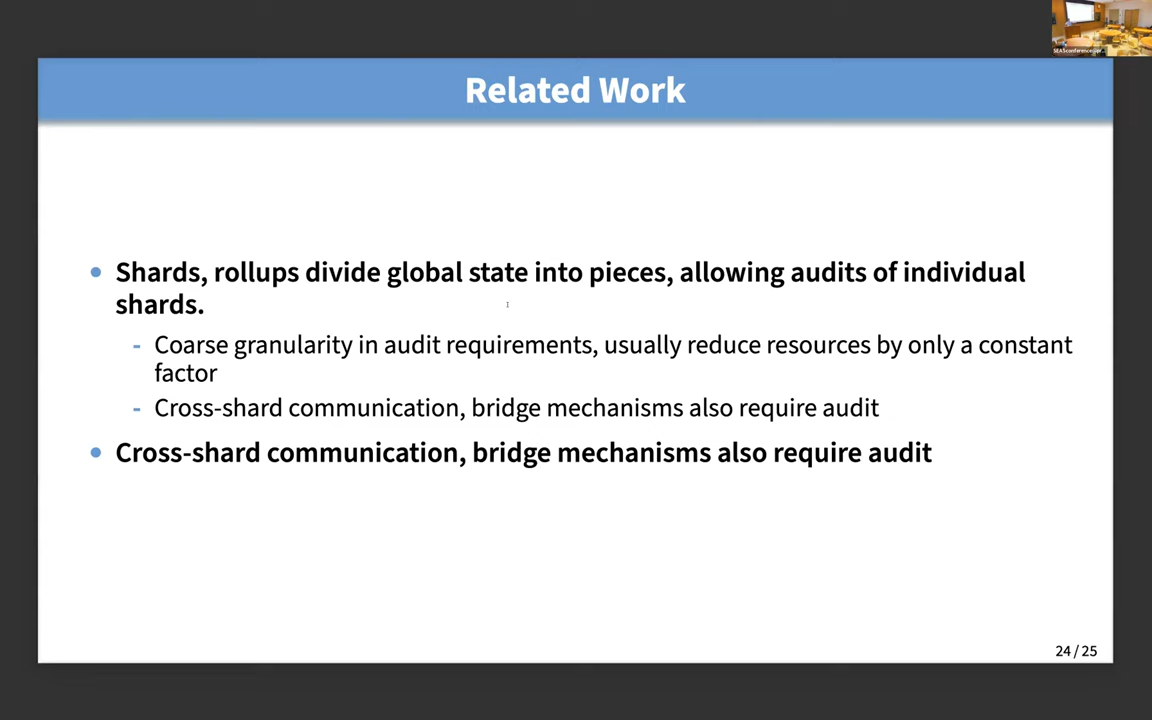 Related Work
Shards, rollups divide global state into pieces, allowing audits of individual
shards.
- Coarse granularity in audit requirements, usually reduce resources by only a constant
factor
- Cross-shard communication, bridge mechanisms also require audit
Cross-shard communication, bridge mechanisms also require audit
24 / 25